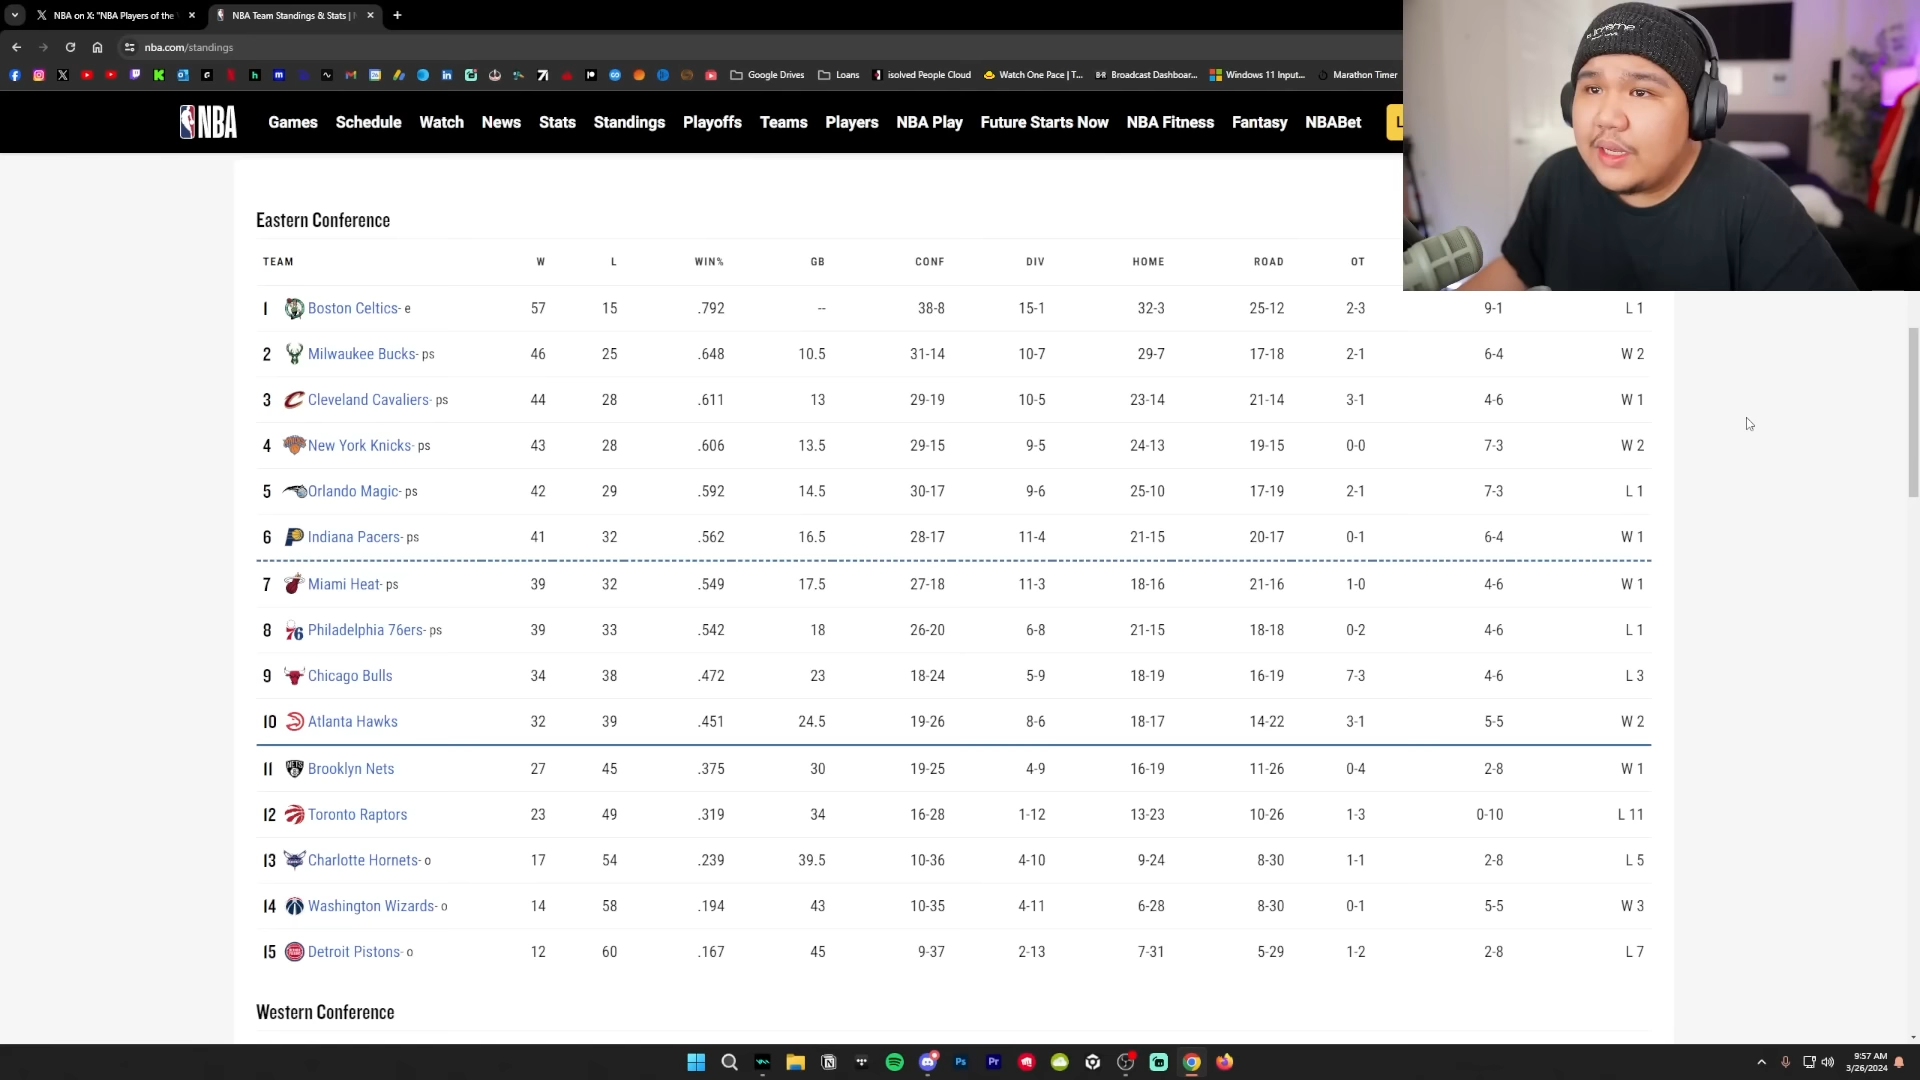 NBA on X: "NBA Players of the
NBA Team Standings & Stats |
nba.com/standings
Google Drives
Loans
isolved People Cloud
Watch One Pace | T...
Broadcast Dashboar...
Windows 11 Input...
Marathon Timer
NBA
Games
Schedule
Watch
News
Stats
Standings
Playoffs
Teams
Players
NBA Play
Future Starts Now
NBA Fitness
Fantasy
NBABet
L
Eastern Conference
TEAM W L WIN% GB CONF DIV HOME ROAD OT
1 Boston Celtics- e 57 15 .792 -- 38-8 15-1 32-3 25-12 2-3 9-1 L 1
2 Milwaukee Bucks- ps 46 25 .648 10.5 31-14 10-7 29-7 17-18 2-1 6-4 W 2
3 Cleveland Cavaliers- ps 44 28 .611 13 29-19 10-5 23-14 21-14 3-1 4-6 W 1
4 New York Knicks- ps 43 28 .606 13.5 29-15 9-5 24-13 19-15 0-0 7-3 W 2
5 Orlando Magic- ps 42 29 .592 14.5 30-17 9-6 25-10 17-19 2-1 7-3 L 1
6 Indiana Pacers- ps 41 32 .562 16.5 28-17 11-4 21-15 20-17 0-1 6-4 W 1
7 Miami Heat- ps 39 32 .549 17.5 27-18 11-3 18-16 21-16 1-0 4-6 W 1
8 Philadelphia 76ers- ps 39 33 .542 18 26-20 6-8 21-15 18-18 0-2 4-6 L 1
9 Chicago Bulls 34 38 .472 23 18-24 5-9 18-19 16-19 7-3 4-6 L 3
10 Atlanta Hawks 32 39 .451 24.5 19-26 8-6 18-17 14-22 3-1 5-5 W 2
11 Brooklyn Nets 27 45 .375 30 19-25 4-9 16-19 11-26 0-4 2-8 W 1
12 Toronto Raptors 23 49 .319 34 16-28 1-12 13-23 10-26 1-3 0-10 L 11
13 Charlotte Hornets- o 17 54 .239 39.5 10-36 4-10 9-24 8-30 1-1 2-8 L 5
14 Washington Wizards- o 14 58 .194 43 10-35 4-11 6-28 8-30 0-1 5-5 W 3
15 Detroit Pistons- o 12 60 .167 45 9-37 2-13 7-31 5-29 1-2 2-8 L 7
Western Conference
9:57 AM
3/26/2024